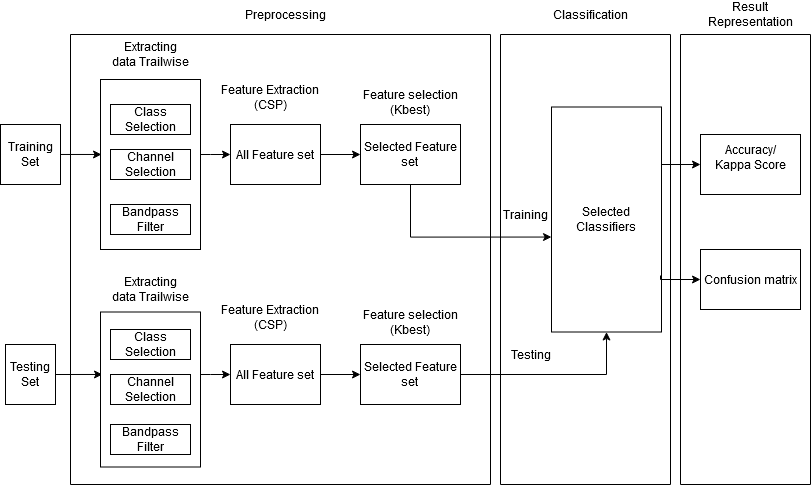 Preprocessing
Classification
Result
Representation
Extracting
data Trailwise
Feature Extraction
(CSP)
Feature selection
(Kbest)
Training
Set
Class
Selection
Channel
Selection
Bandpass
Filter
All Feature set
Selected Feature
set
Training
Selected
Classifiers
Accuracy/
Kappa Score
Confusion matrix
Extracting
data Trailwise
Feature Extraction
(CSP)
Feature selection
(Kbest)
Testing
Set
Class
Selection
Channel
Selection
Bandpass
Filter
All Feature set
Selected Feature
set
Testing